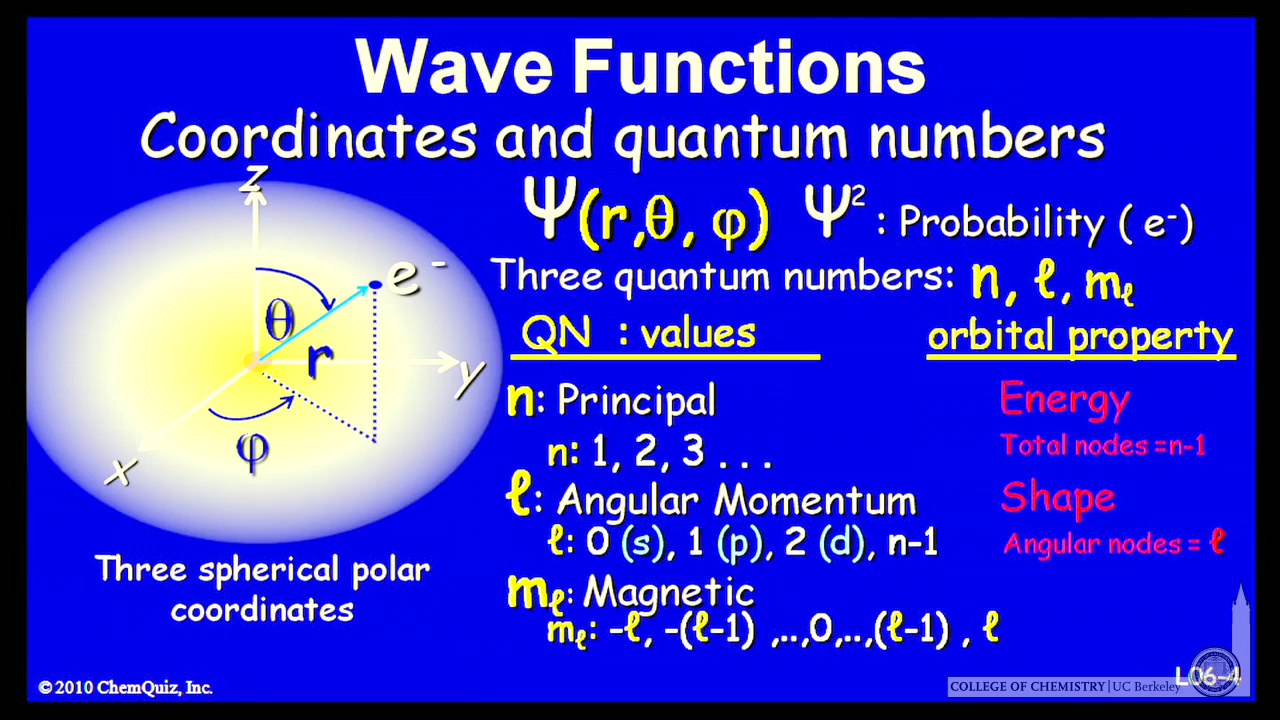 Wave Functions
Coordinates and quantum numbers
z
e⁻
θ
r
y
φ
x
Three spherical polar
coordinates
Ψ(r,θ, φ) Ψ² : Probability ( e⁻)
Three quantum numbers: n, ℓ, mℓ
QN : values orbital property
n: Principal Energy
n: 1, 2, 3 . . . Total nodes =n-1
ℓ: Angular Momentum Shape
ℓ: 0 (s), 1 (p), 2 (d), n-1 Angular nodes = ℓ
mℓ: Magnetic
mℓ: -ℓ, -(ℓ-1) ,..,0,..,(ℓ-1) , ℓ
© 2010 ChemQuiz, Inc.
COLLEGE OF CHEMISTRY | UC Berkeley
L06-4